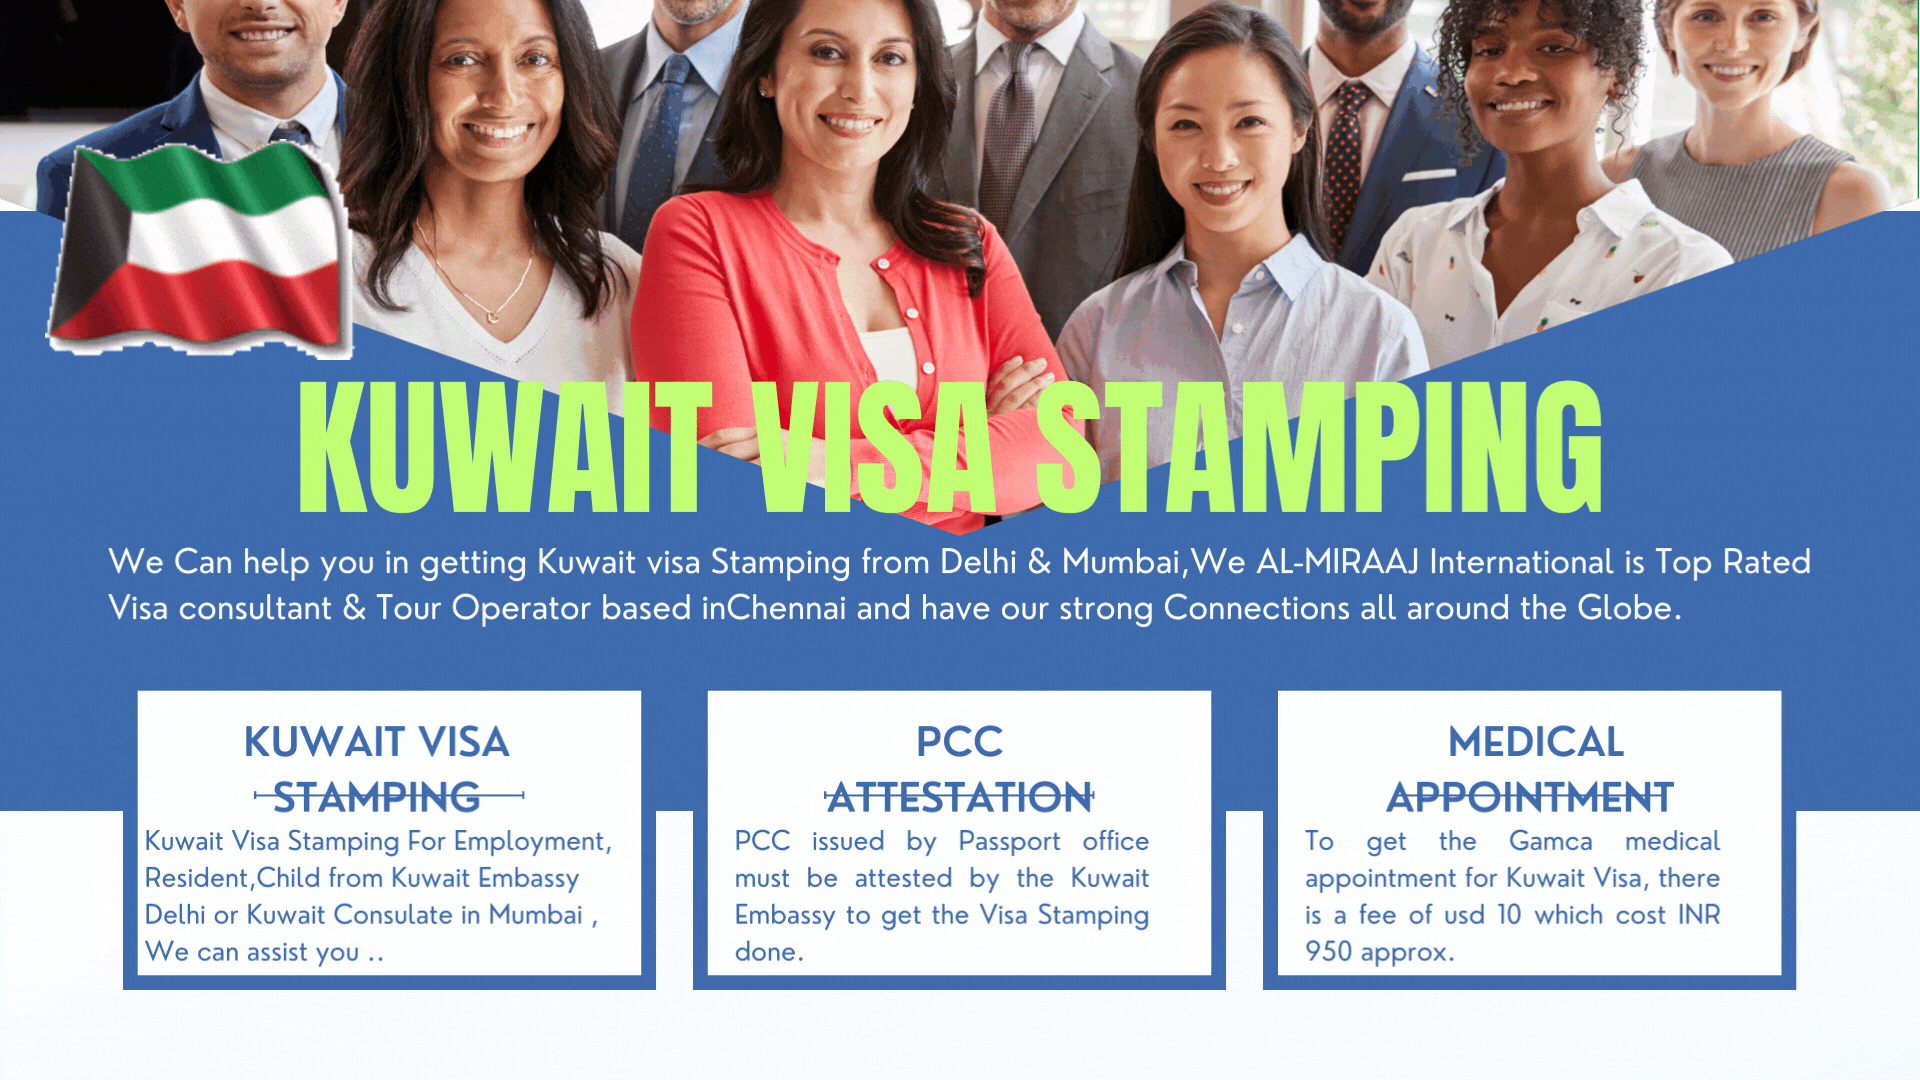 KUWAIT VISA STAMPING
We Can help you in getting Kuwait visa Stamping from Delhi & Mumbai,We AL-MIRAAJ International is Top Rated
Visa consultant & Tour Operator based inChennai and have our strong Connections all around the Globe.
KUWAIT VISA
STAMPING
Kuwait Visa Stamping For Employment,
Resident,Child from Kuwait Embassy
Delhi or Kuwait Consulate in Mumbai ,
We can assist you ..
PCC
ATTESTATION
PCC issued by Passport office
must be attested by the Kuwait
Embassy to get the Visa Stamping
done.
MEDICAL
APPOINTMENT
To get the Gamca medical
appointment for Kuwait Visa, there
is a fee of usd 10 which cost INR
950 approx.